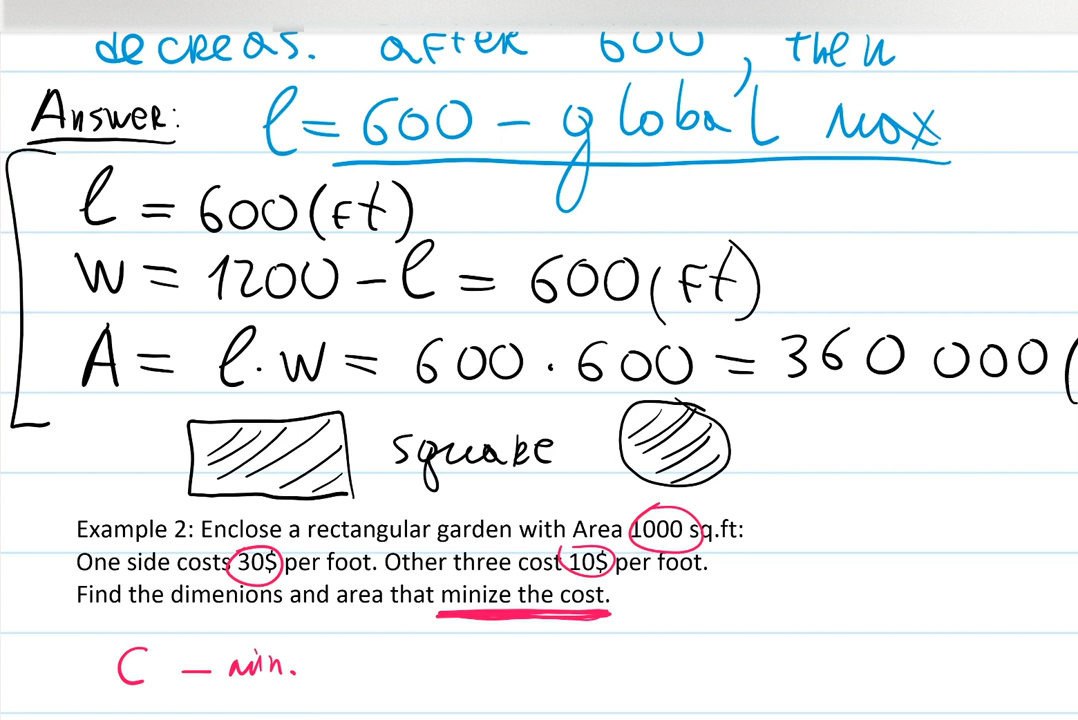 decreas. after 600, then
Answer: l = 600 - global max
l = 600 (ft)
w = 1200 - l = 600 (ft)
A = l · w = 600 · 600 = 360 000 (
square
Example 2: Enclose a rectangular garden with Area 1000 sq.ft:
One side costs 30$ per foot. Other three cost 10$ per foot.
Find the dimenions and area that minize the cost.
C - min.